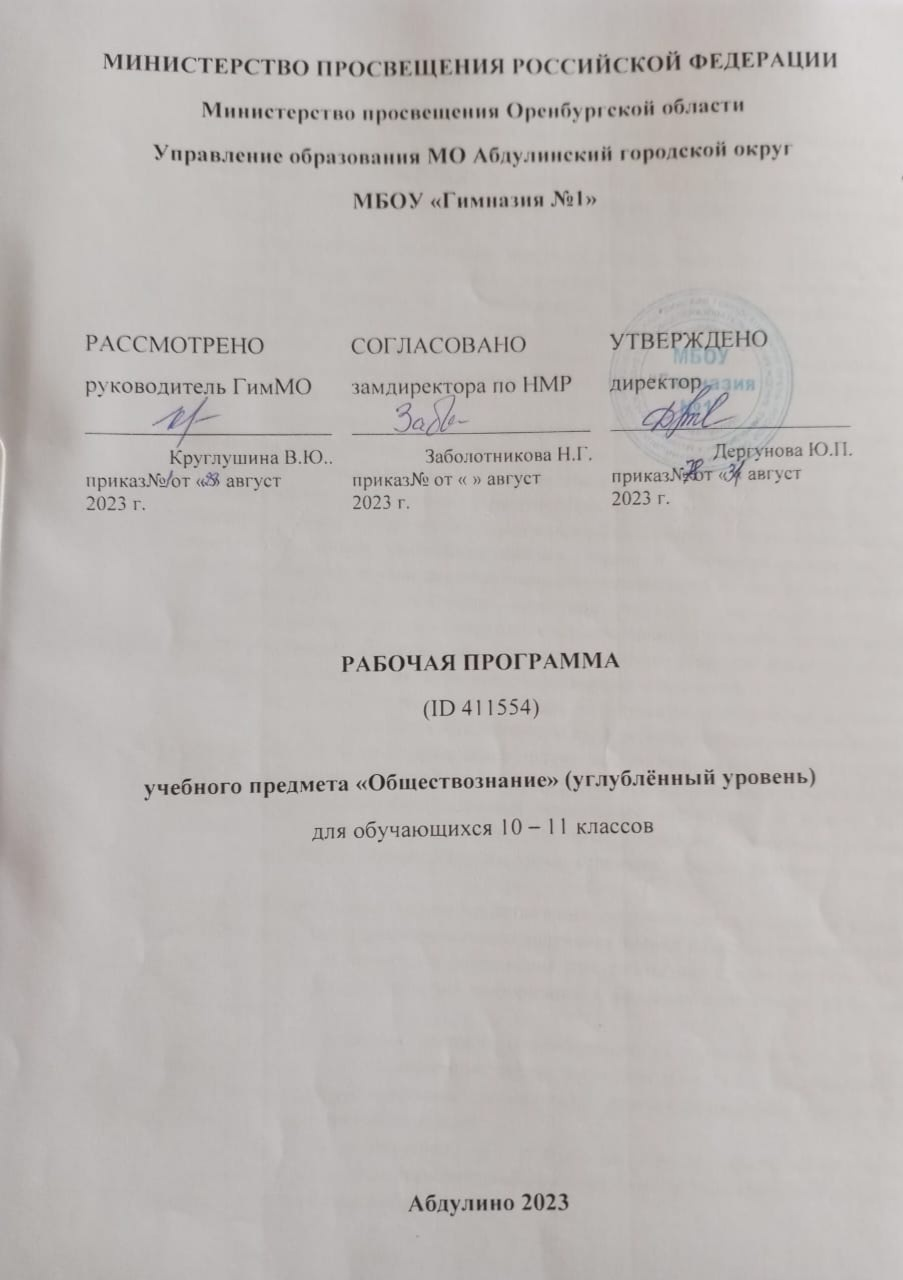 МИНИСТЕРСТВО ПРОСВЕЩЕНИЯ РОССИЙСКОЙ ФЕДЕРАЦИИ
Министерство просвещения Оренбургской области
Управление образования МО Абдулинский городской округ
МБОУ «Гимназия №1»
РАССМОТРЕНО
руководитель ГимМО
Круглушина В.Ю..
приказ№ от « » август
2023 г.
СОГЛАСОВАНО
замдиректора по НМР
Заболотникова Н.Г.
приказ№ от « » август
2023 г.
УТВЕРЖДЕНО
директор
Дергунова Ю.П.
приказ№ от «31 август
2023 г.
МБОУ
РАБОЧАЯ ПРОГРАММА
(ID 411554)
учебного предмета «Обществознание» (углублённый уровень)
для обучающихся 10 – 11 классов
Абдулино 2023